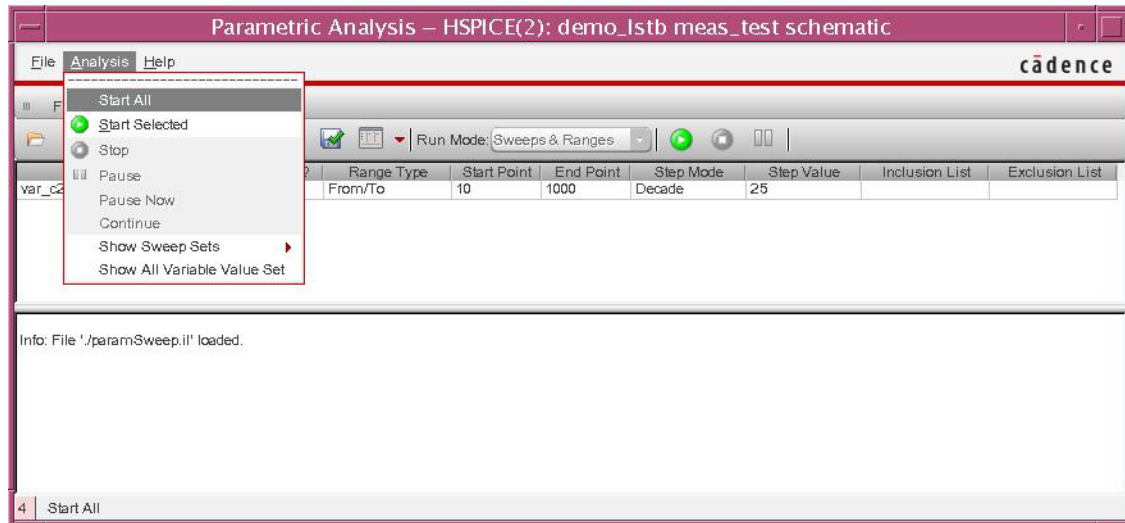 Parametric Analysis – HSPICE(2): demo_lstb meas_test schematic
File Analysis Help
cādence
F
Start All
Start Selected
Stop
Pause
Pause Now
Continue
Show Sweep Sets
Show All Variable Value Set
Run Mode: Sweeps & Ranges
? Range Type Start Point End Point Step Mode Step Value Inclusion List Exclusion List
var_c2 From/To 10 1000 Decade 25
Info: File './paramSweep.il' loaded.
4 Start All